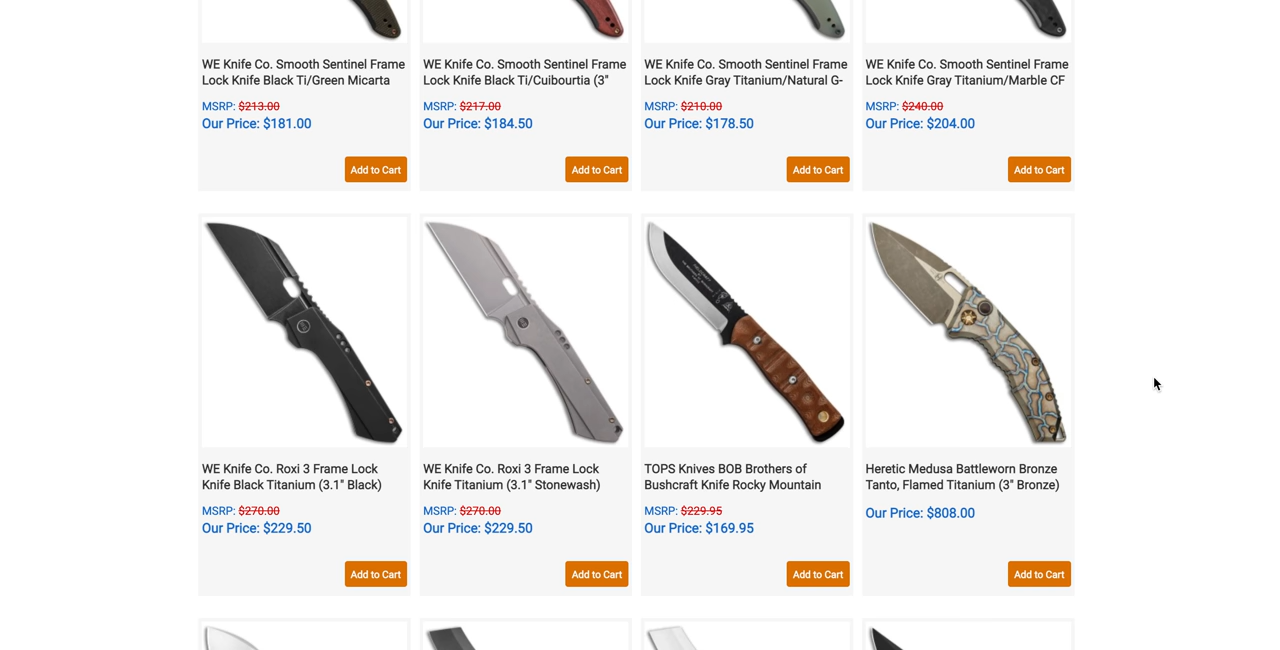 WE Knife Co. Smooth Sentinel Frame
Lock Knife Black Ti/Green Micarta
MSRP: $213.00
Our Price: $181.00
Add to Cart
WE Knife Co. Smooth Sentinel Frame
Lock Knife Black Ti/Cuibourtia (3"
MSRP: $217.00
Our Price: $184.50
Add to Cart
WE Knife Co. Smooth Sentinel Frame
Lock Knife Gray Titanium/Natural G-
MSRP: $210.00
Our Price: $178.50
Add to Cart
WE Knife Co. Smooth Sentinel Frame
Lock Knife Gray Titanium/Marble CF
MSRP: $240.00
Our Price: $204.00
Add to Cart
WE Knife Co. Roxi 3 Frame Lock
Knife Black Titanium (3.1" Black)
MSRP: $270.00
Our Price: $229.50
Add to Cart
WE Knife Co. Roxi 3 Frame Lock
Knife Titanium (3.1" Stonewash)
MSRP: $270.00
Our Price: $229.50
Add to Cart
TOPS Knives BOB Brothers of
Bushcraft Knife Rocky Mountain
MSRP: $229.95
Our Price: $169.95
Add to Cart
Heretic Medusa Battleworn Bronze
Tanto, Flamed Titanium (3" Bronze)
Our Price: $808.00
Add to Cart